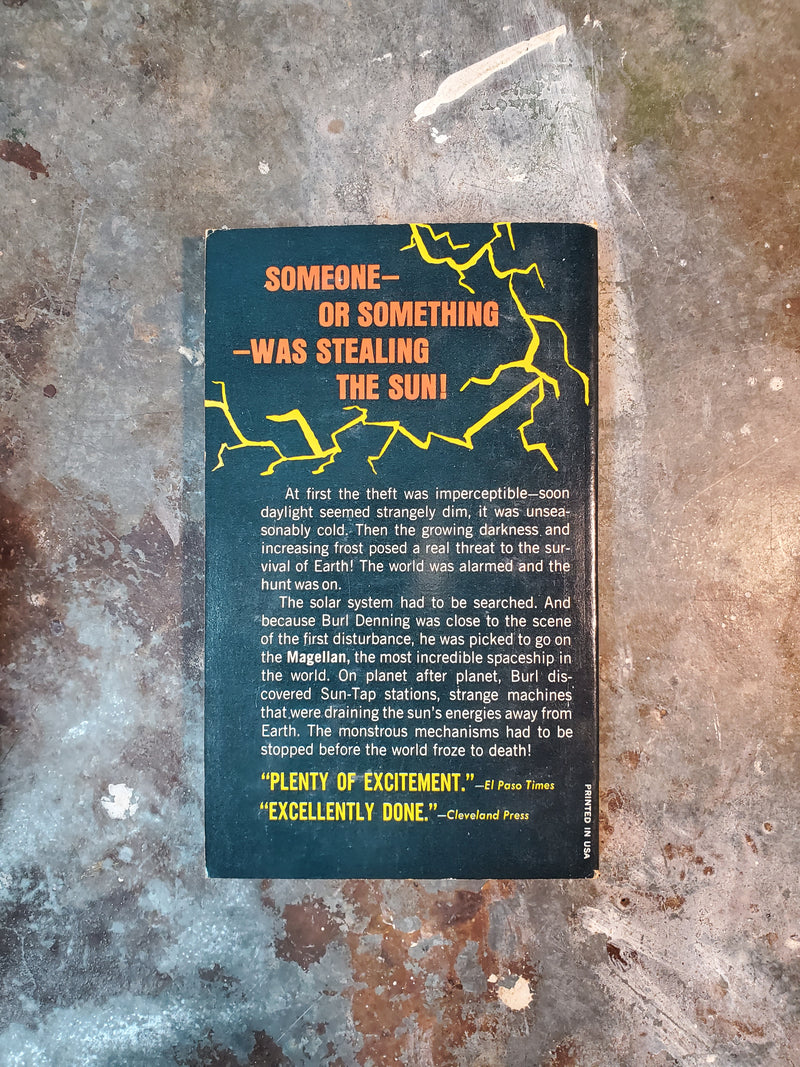 SOMEONE—
OR SOMETHING
—WAS STEALING
THE SUN!
At first the theft was imperceptible—soon
daylight seemed strangely dim, it was unsea-
sonably cold. Then the growing darkness and
increasing frost posed a real threat to the sur-
vival of Earth! The world was alarmed and the
hunt was on.
The solar system had to be searched. And
because Burl Denning was close to the scene
of the first disturbance, he was picked to go on
the Magellan, the most incredible spaceship in
the world. On planet after planet, Burl dis-
covered Sun-Tap stations, strange machines
that were draining the sun's energies away from
Earth. The monstrous mechanisms had to be
stopped before the world froze to death!
“PLENTY OF EXCITEMENT.”—El Paso Times
“EXCELLENTLY DONE.”—Cleveland Press
PRINTED IN USA